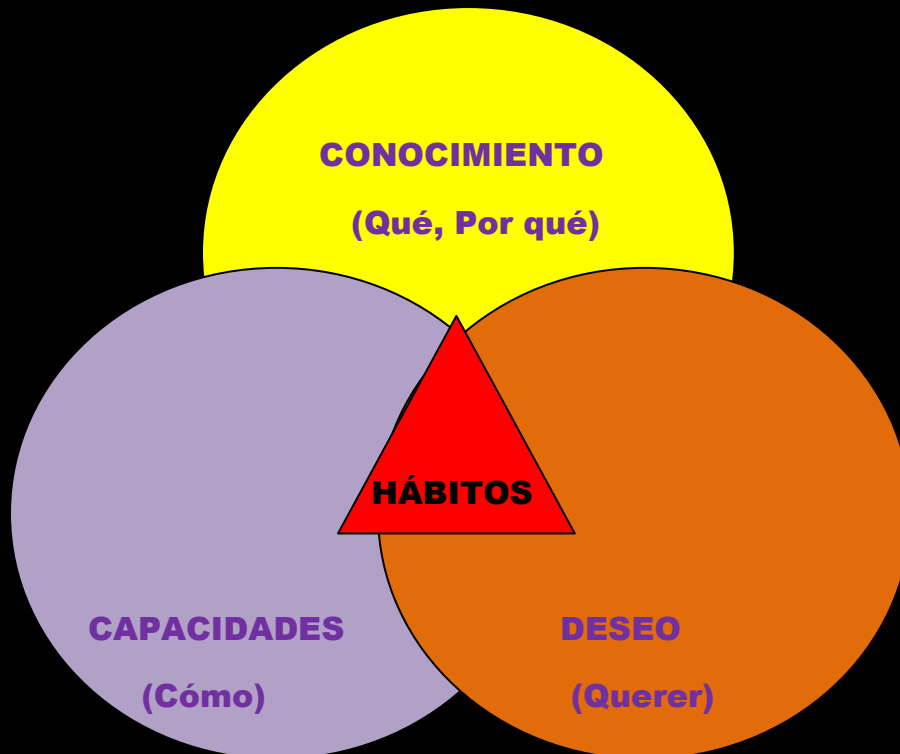 CONOCIMIENTO
(Qué, Por qué)
HÁBITOS
CAPACIDADES
(Cómo)
DESEO
(Querer)